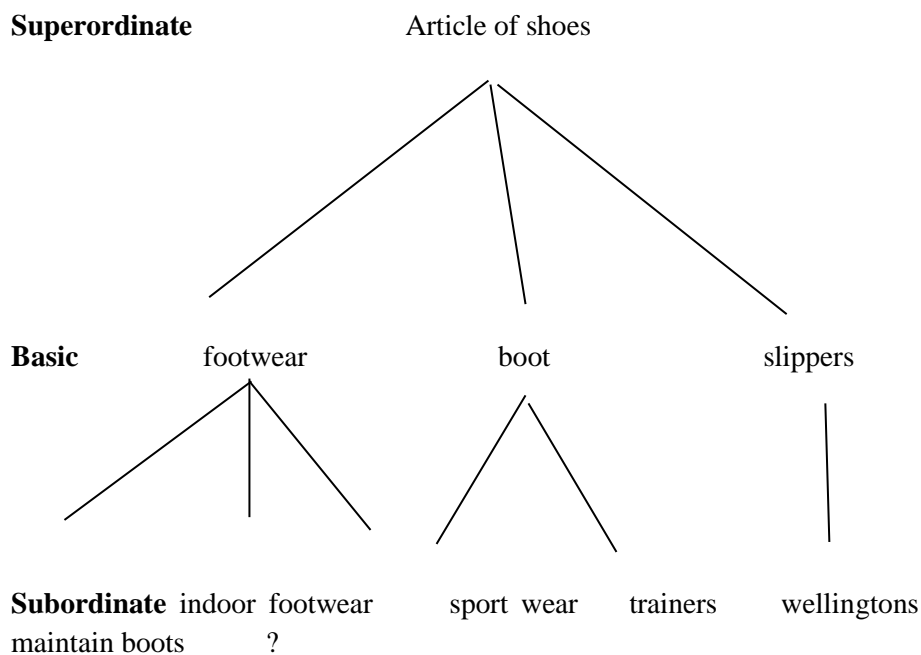 Superordinate Article of shoes
Basic footwear boot slippers
Subordinate indoor footwear sport wear trainers wellingtons
maintain boots ?